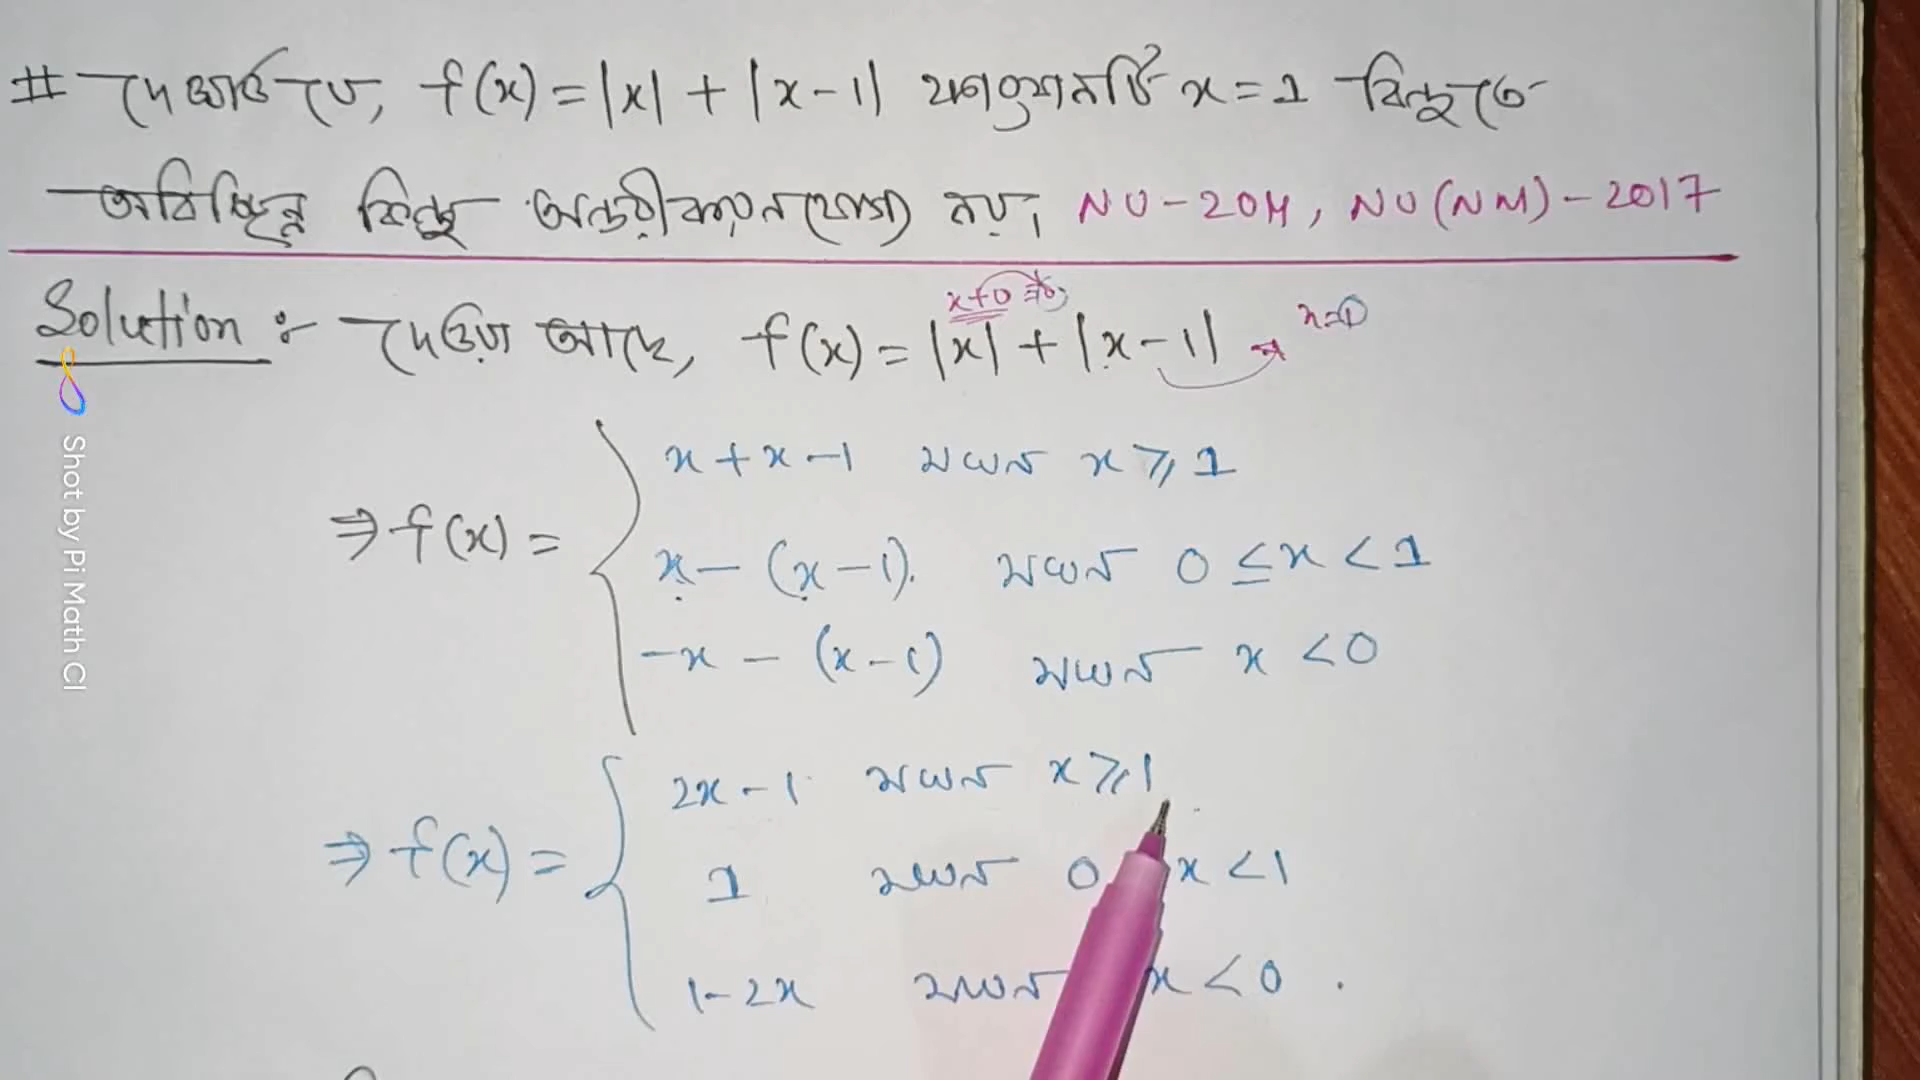 # দেখাও যে, f(x) = |x| + |x-1| ফাংশনটি x = 1 বিন্দুতে
অবিচ্ছিন্ন কিন্তু অন্তরীকরণযোগ্য নয়। NU-2014, NU(NM)-2017
Solution :- দেওয়া আছে, f(x) = |x| + |x-1| x=1
⇒ f(x) = { x+x-1 যখন x ≥ 1
x-(x-1) যখন 0 ≤ x < 1
-x-(x-1) যখন x < 0
⇒ f(x) = { 2x-1 যখন x ≥ 1
1 যখন 0 x < 1
1-2x যখন x < 0
Shot by Pi Math Cl